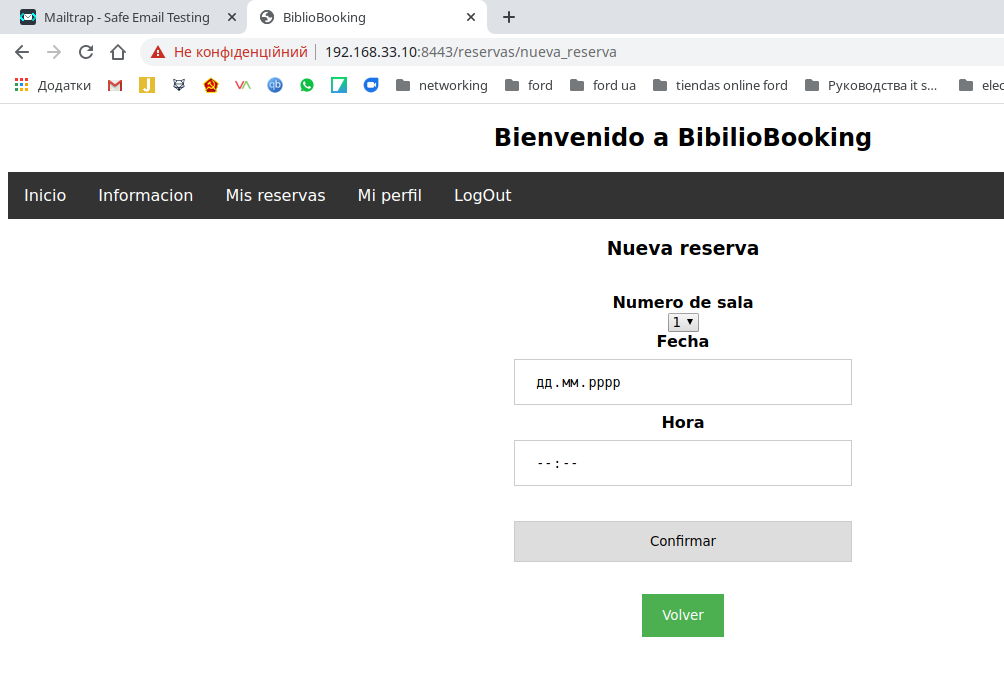 Mailtrap - Safe Email Testing
BiblioBooking
Не конфіденційний 192.168.33.10:8443/reservas/nueva_reserva
Додатки networking ford ford ua tiendas online ford Руководства it s... elec
Bienvenido a BibilioBooking
Inicio Informacion Mis reservas Mi perfil LogOut
Nueva reserva
Numero de sala
1
Fecha
дд.мм.рррр
Hora
--:--
Confirmar
Volver